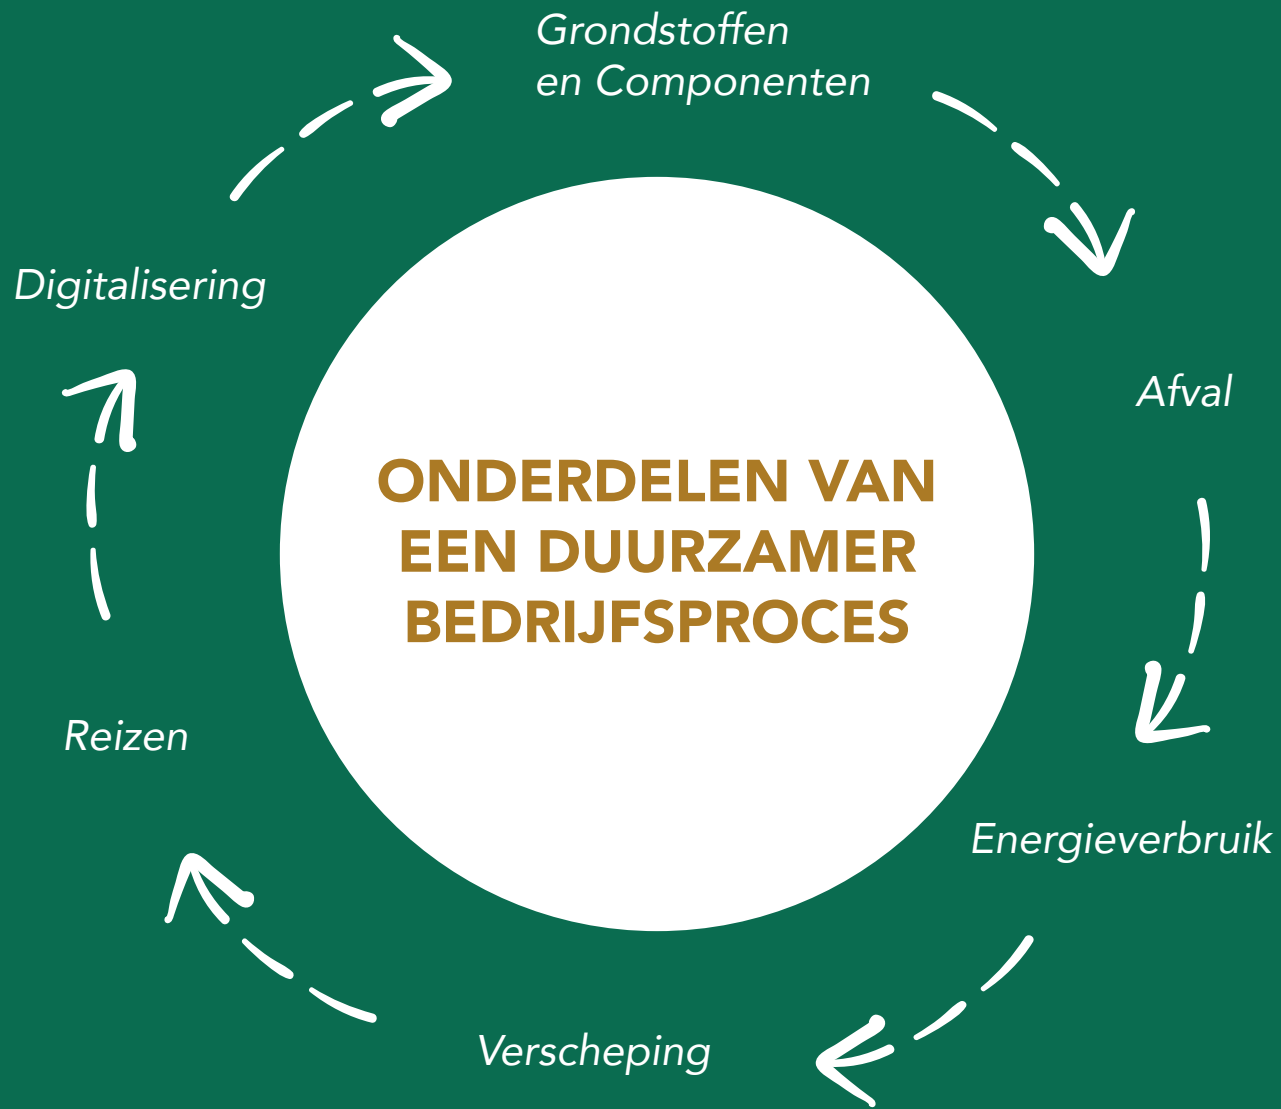 Grondstoffen
en Componenten
Digitalisering
Afval
ONDERDELEN VAN
EEN DUURZAMER
BEDRIJFSPROCES
Reizen
Energieverbruik
Verscheping